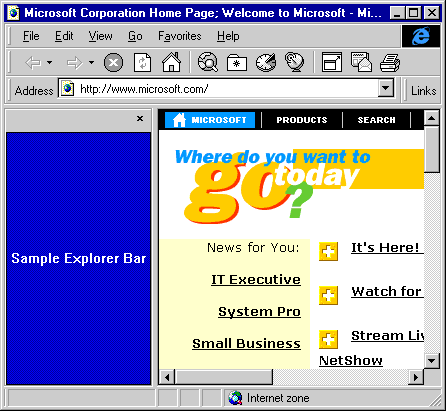 Microsoft Corporation Home Page; Welcome to Microsoft - Mi...
File Edit View Go Favorites Help
Address http://www.microsoft.com/ Links
MICROSOFT PRODUCTS SEARCH
Sample Explorer Bar
Where do you want to
go today
?
News for You:
IT Executive
System Pro
Small Business
It's Here!
Watch for
Stream Liv
NetShow
Internet zone